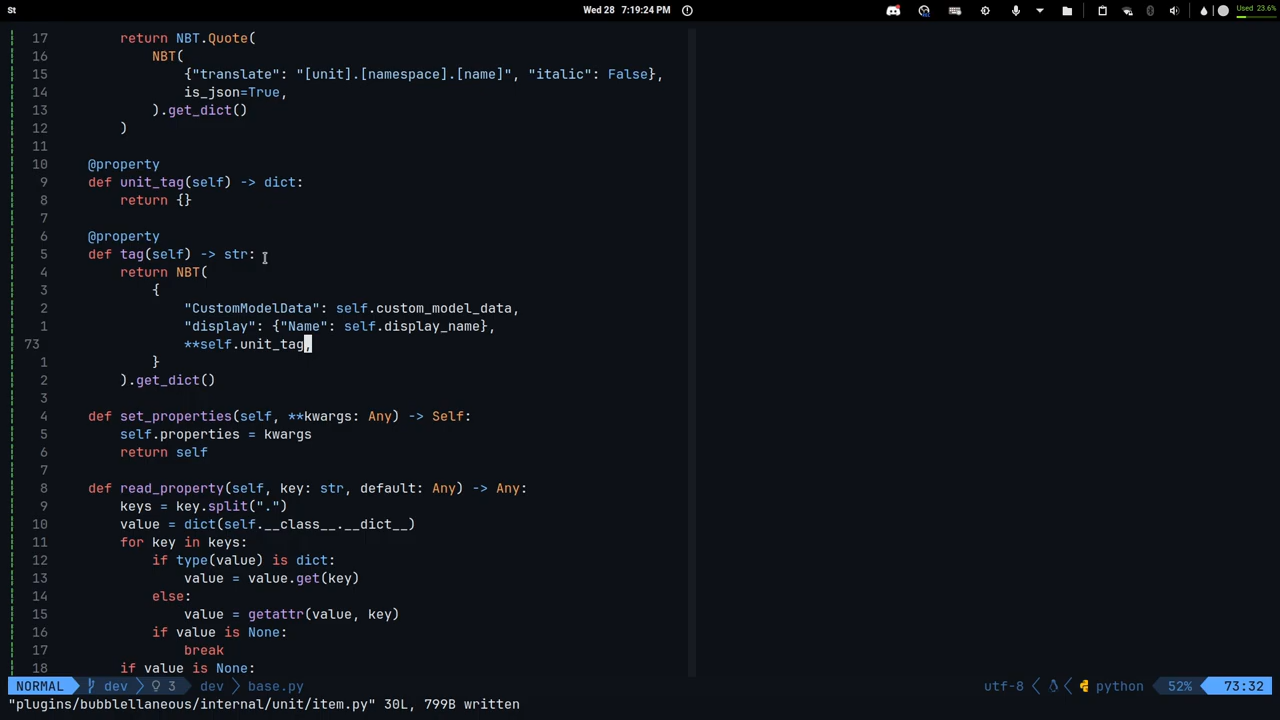 St
Wed 28 7:19:24 PM
Used 23.6%
17 return NBT.Quote(
16 NBT(
15 {"translate": "[unit].[namespace].[name]", "italic": False},
14 is_json=True,
13 ).get_dict()
12 )
11
10 @property
9 def unit_tag(self) -> dict:
8 return {}
7
6 @property
5 def tag(self) -> str:
4 return NBT(
3 {
2 "CustomModelData": self.custom_model_data,
1 "display": {"Name": self.display_name},
73 **self.unit_tag,
1 }
2 ).get_dict()
3
4 def set_properties(self, **kwargs: Any) -> Self:
5 self.properties = kwargs
6 return self
7
8 def read_property(self, key: str, default: Any) -> Any:
9 keys = key.split(".")
10 value = dict(self.__class__.__dict__)
11 for key in keys:
12 if type(value) is dict:
13 value = value.get(key)
14 else:
15 value = getattr(value, key)
16 if value is None:
17 break
18 if value is None:
NORMAL dev 3 dev base.py utf-8 python 52% 73:32
"plugins/bubblellaneous/internal/unit/item.py" 30L, 799B written